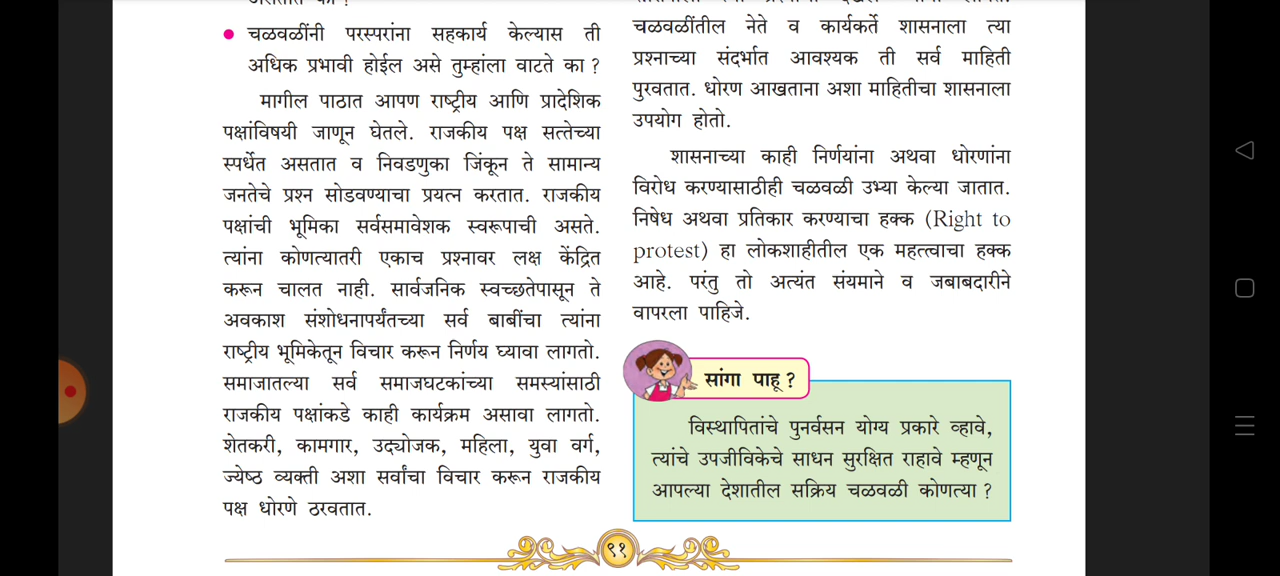 चळवळींनी परस्परांना सहकार्य केल्यास ती
अधिक प्रभावी होईल असे तुम्हांला वाटते का ?
मागील पाठात आपण राष्ट्रीय आणि प्रादेशिक
पक्षांविषयी जाणून घेतले. राजकीय पक्ष सत्तेच्या
स्पर्धेत असतात व निवडणुका जिंकून ते सामान्य
जनतेचे प्रश्न सोडवण्याचा प्रयत्न करतात. राजकीय
पक्षांची भूमिका सर्वसमावेशक स्वरूपाची असते.
त्यांना कोणत्यातरी एकाच प्रश्नावर लक्ष केंद्रित
करून चालत नाही. सार्वजनिक स्वच्छतेपासून ते
अवकाश संशोधनापर्यंतच्या सर्व बाबींचा त्यांना
राष्ट्रीय भूमिकेतून विचार करून निर्णय घ्यावा लागतो.
समाजातल्या सर्व समाजघटकांच्या समस्यांसाठी
राजकीय पक्षांकडे काही कार्यक्रम असावा लागतो.
शेतकरी, कामगार, उद्योजक, महिला, युवा वर्ग,
ज्येष्ठ व्यक्ती अशा सर्वांचा विचार करून राजकीय
पक्ष धोरणे ठरवतात.
चळवळींतील नेते व कार्यकर्ते शासनाला त्या
प्रश्नाच्या संदर्भात आवश्यक ती सर्व माहिती
पुरवतात. धोरण आखताना अशा माहितीचा शासनाला
उपयोग होतो.
शासनाच्या काही निर्णयांना अथवा धोरणांना
विरोध करण्यासाठीही चळवळी उभ्या केल्या जातात.
निषेध अथवा प्रतिकार करण्याचा हक्क (Right to
protest) हा लोकशाहीतील एक महत्त्वाचा हक्क
आहे. परंतु तो अत्यंत संयमाने व जबाबदारीने
वापरला पाहिजे.
सांगा पाहू ?
विस्थापितांचे पुनर्वसन योग्य प्रकारे व्हावे,
त्यांचे उपजीविकेचे साधन सुरक्षित राहावे म्हणून
आपल्या देशातील सक्रिय चळवळी कोणत्या ?
९१